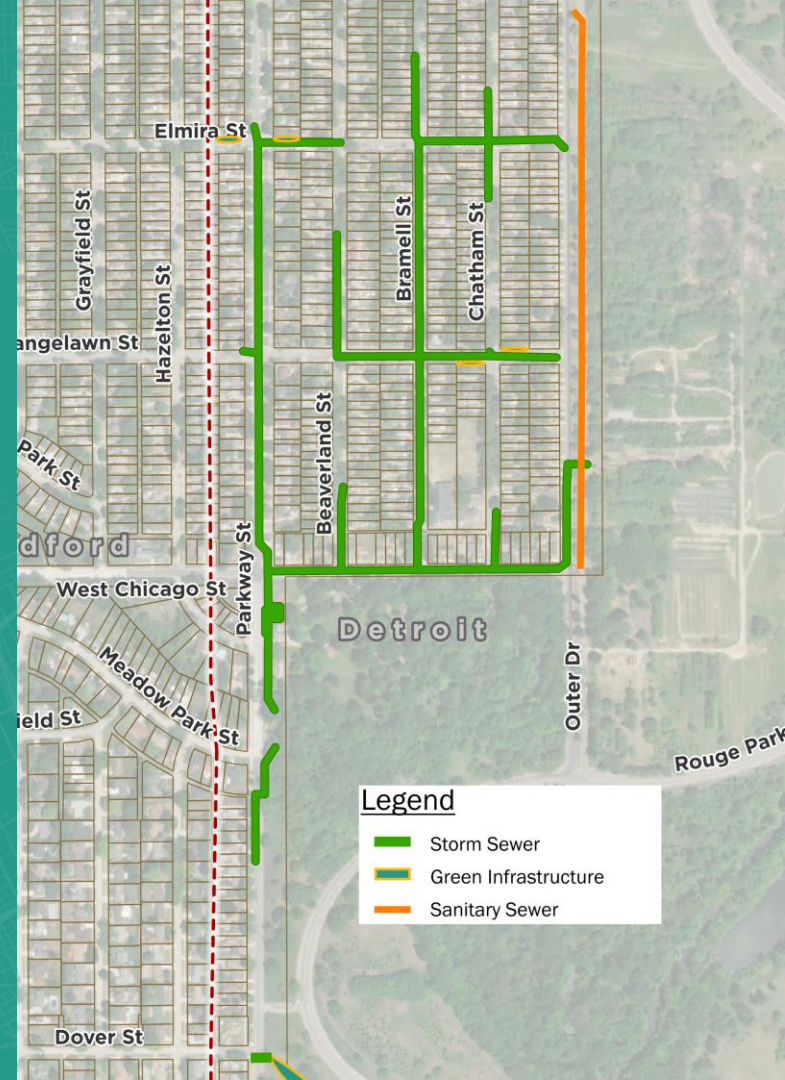 Elmira St
Grayfield St
Hazelton St
Bramell St
Chatham St
angelawn St
Beaverland St
Park St
dford
Parkway St
West Chicago St
Detroit
Meadow Park St
Outer Dr
ield St
Rouge Park
Legend
Storm Sewer
Green Infrastructure
Sanitary Sewer
Dover St